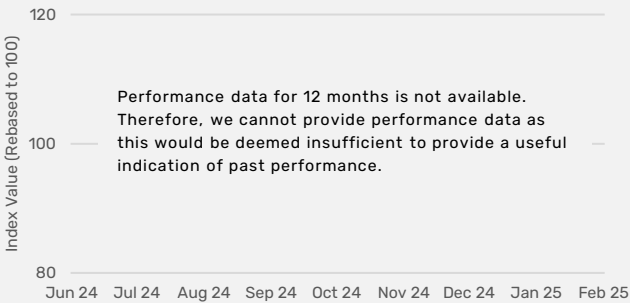 120
Index Value (Rebased to 100)
Performance data for 12 months is not available.
Therefore, we cannot provide performance data as
100
this would be deemed insufficient to provide a useful
indication of past performance.
80
Jun 24 Jul 24 Aug 24 Sep 24 Oct 24 Nov 24 Dec 24 Jan 25 Feb 25